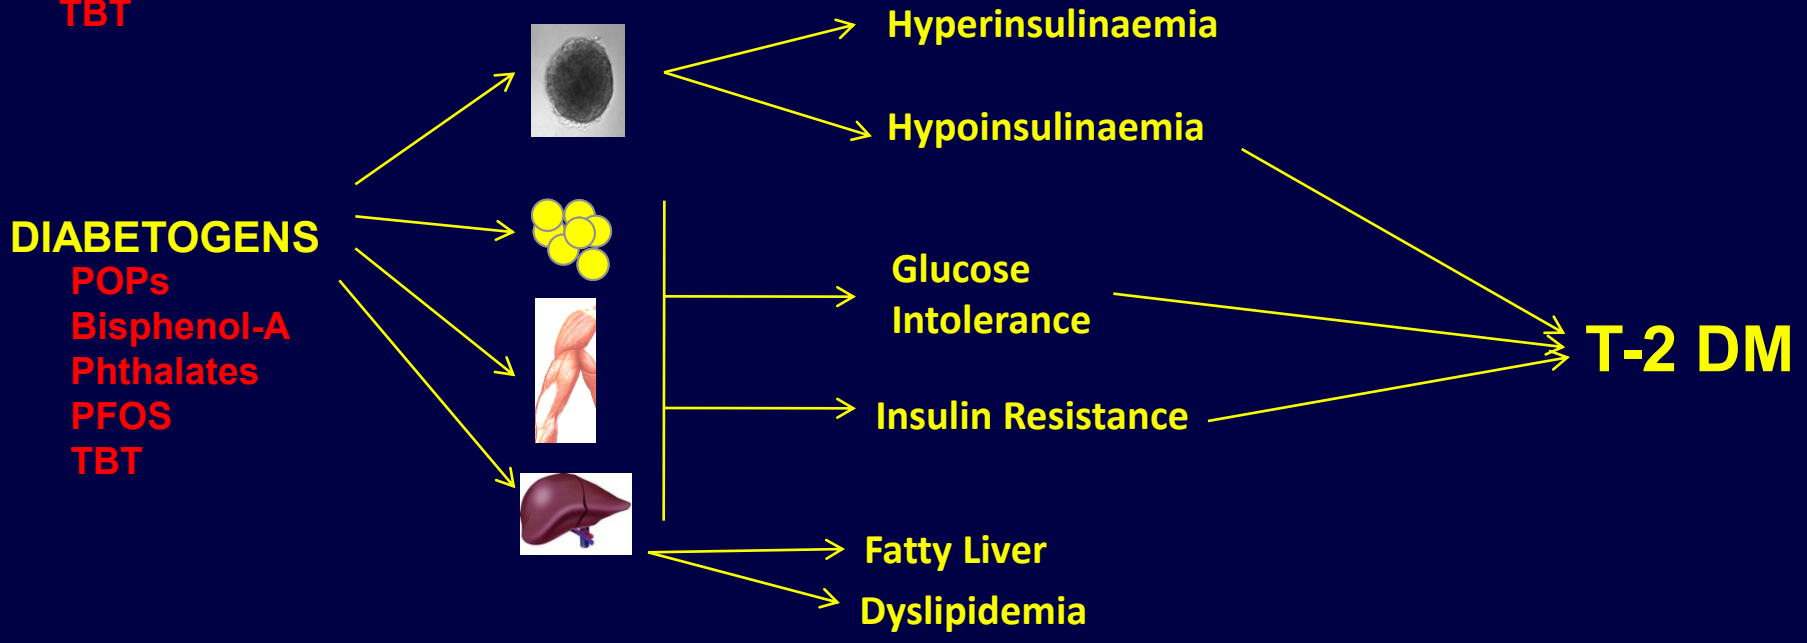 TBT
Hyperinsulinaemia
Hypoinsulinaemia
DIABETOGENS
POPs
Bisphenol-A
Phthalates
PFOS
TBT
Glucose
Intolerance
Insulin Resistance
Fatty Liver
Dyslipidemia
T-2 DM